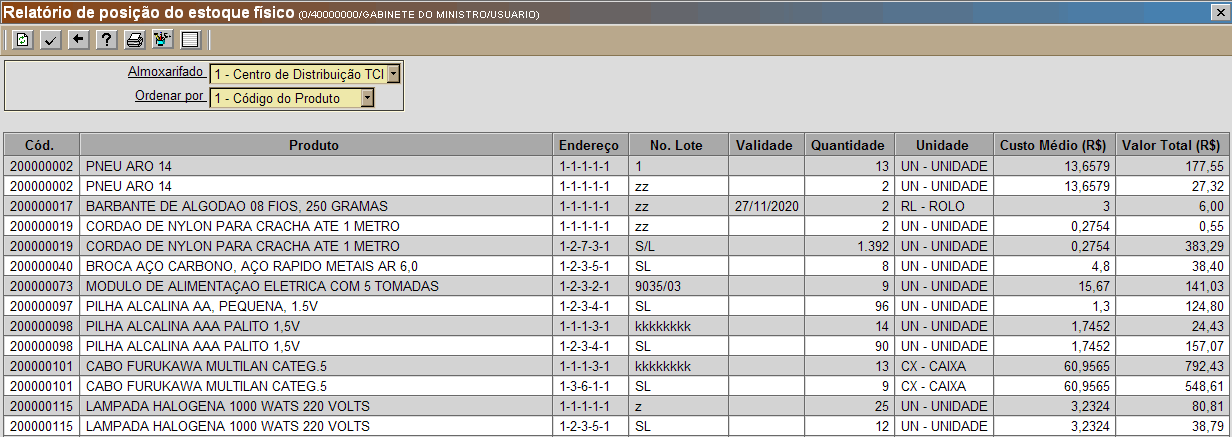 Relatório de posição do estoque físico (0/40000000/GABINETE DO MINISTRO/USUARIO)
Almoxarifado 1 - Centro de Distribuição TCI
Ordenar por 1 - Código do Produto
Cód. Produto Endereço No. Lote Validade Quantidade Unidade Custo Médio (R$) Valor Total (R$)
200000002 PNEU ARO 14 1-1-1-1-1 1 13 UN - UNIDADE 13,6579 177,55
200000002 PNEU ARO 14 1-1-1-1-1 zz 2 UN - UNIDADE 13,6579 27,32
200000017 BARBANTE DE ALGODAO 08 FIOS, 250 GRAMAS 1-1-1-1-1 zz 27/11/2020 2 RL - ROLO 3 6,00
200000019 CORDAO DE NYLON PARA CRACHA ATE 1 METRO 1-1-1-1-1 zz 2 UN - UNIDADE 0,2754 0,55
200000019 CORDAO DE NYLON PARA CRACHA ATE 1 METRO 1-2-7-3-1 S/L 1.392 UN - UNIDADE 0,2754 383,29
200000040 BROCA AÇO CARBONO, AÇO RAPIDO METAIS AR 6,0 1-2-3-5-1 SL 8 UN - UNIDADE 4,8 38,40
200000073 MODULO DE ALIMENTAÇAO ELETRICA COM 5 TOMADAS 1-2-3-2-1 9035/03 9 UN - UNIDADE 15,67 141,03
200000097 PILHA ALCALINA AA, PEQUENA, 1.5V 1-2-3-4-1 SL 96 UN - UNIDADE 1,3 124,80
200000098 PILHA ALCALINA AAA PALITO 1,5V 1-1-1-3-1 kkkkkkkk 14 UN - UNIDADE 1,7452 24,43
200000098 PILHA ALCALINA AAA PALITO 1,5V 1-2-3-4-1 SL 90 UN - UNIDADE 1,7452 157,07
200000101 CABO FURUKAWA MULTILAN CATEG.5 1-1-1-3-1 kkkkkkkk 13 CX - CAIXA 60,9565 792,43
200000101 CABO FURUKAWA MULTILAN CATEG.5 1-3-6-1-1 SL 9 CX - CAIXA 60,9565 548,61
200000115 LAMPADA HALOGENA 1000 WATS 220 VOLTS 1-1-1-1-1 z 25 UN - UNIDADE 3,2324 80,81
200000115 LAMPADA HALOGENA 1000 WATS 220 VOLTS 1-2-3-5-1 SL 12 UN - UNIDADE 3,2324 38,79